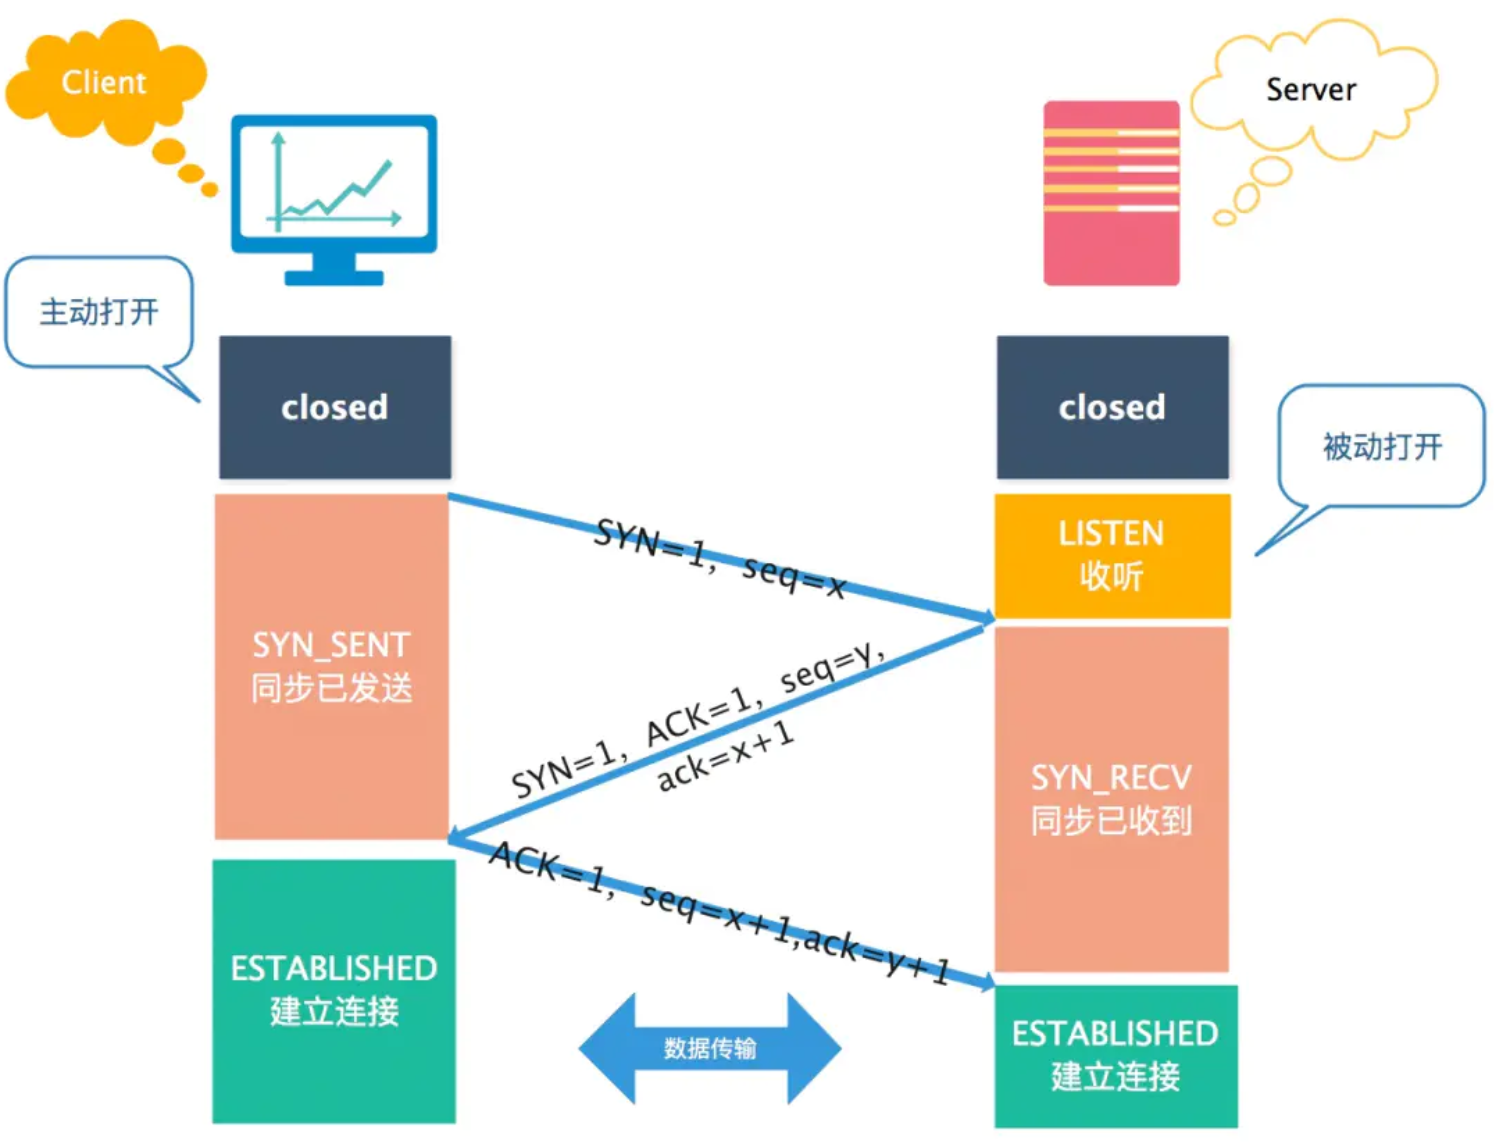 Client
Server
主动打开
closed
closed
被动打开
SYN=1, seq=x
LISTEN
收听
SYN_SENT
同步已发送
SYN=1, ACK=1, seq=y,
ack=x+1
SYN_RECV
同步已收到
ACK=1, seq=x+1,ack=y+1
ESTABLISHED
建立连接
数据传输
ESTABLISHED
建立连接